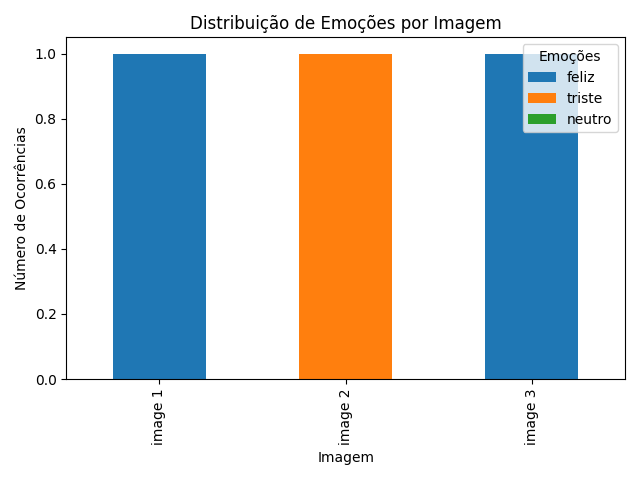 Distribuição de Emoções por Imagem
Emoções
feliz
triste
neutro
Número de Ocorrências
1.0
0.8
0.6
0.4
0.2
0.0
image 1
image 2
image 3
Imagem